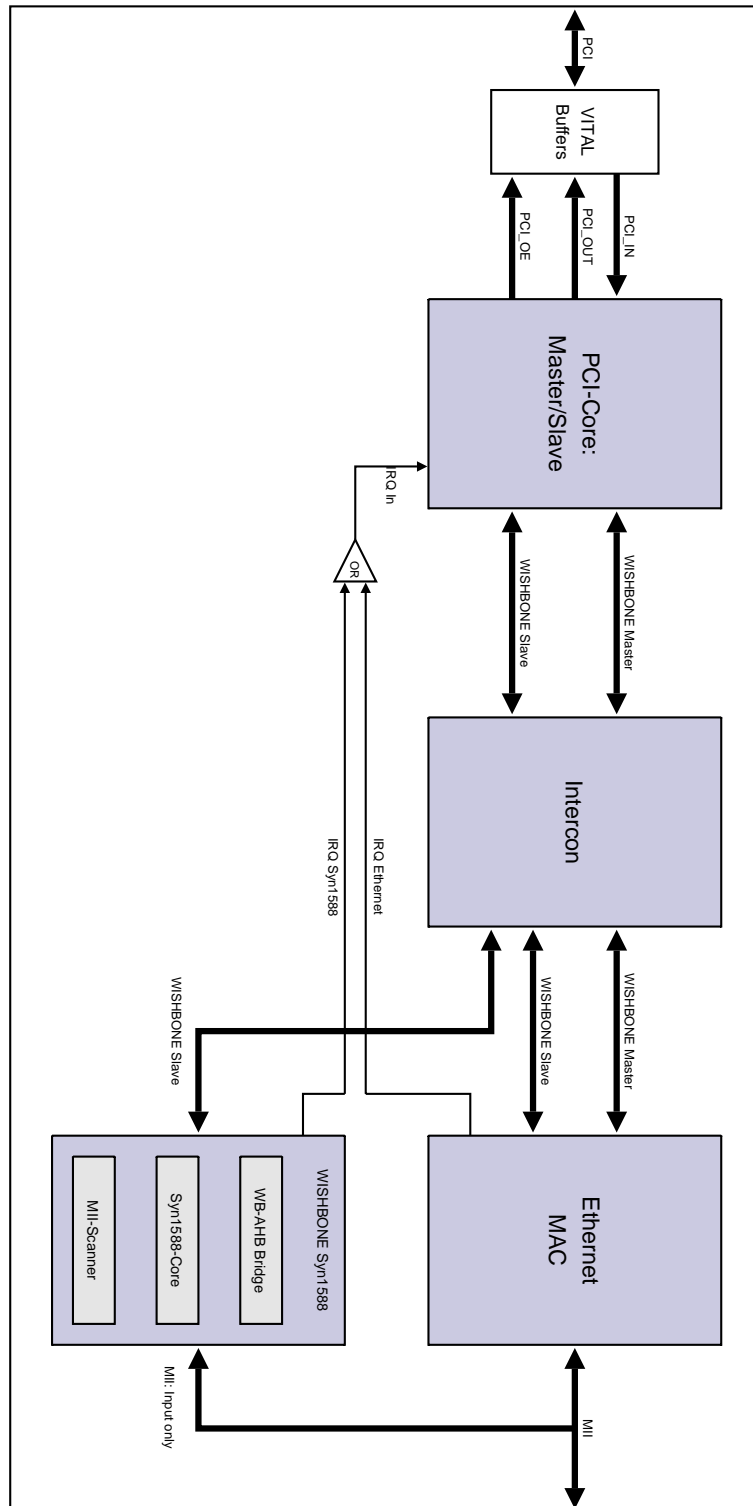 PCI
VITAL
Buffers
PCI_IN
PCI_OUT
PCI_OE
PCI-Core:
Master/Slave
IRQ In
OR
WISHBONE Master
WISHBONE Slave
Intercon
IRQ Ethernet
IRQ Syn1588
WISHBONE Master
WISHBONE Slave
WISHBONE Slave
Ethernet
MAC
WISHBONE Syn1588
WB-AHB Bridge
Syn1588-Core
MII-Scanner
MII
MII: Input only